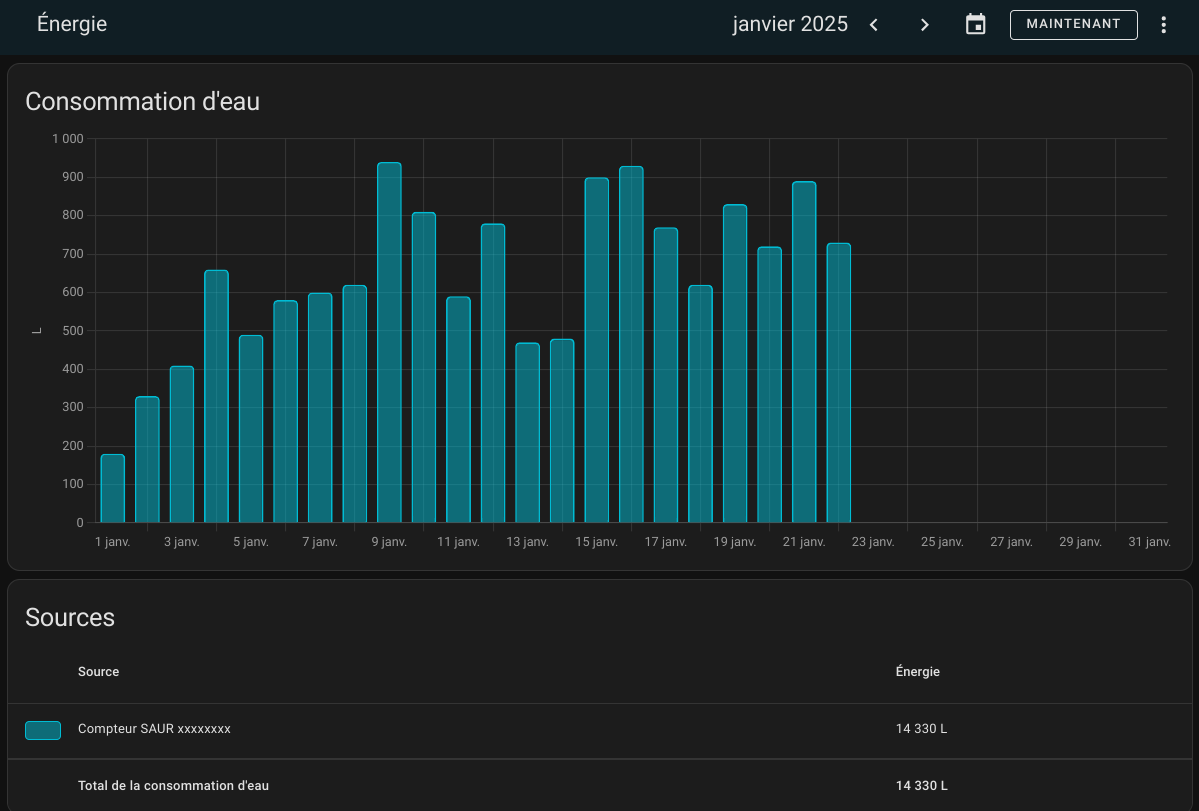 Énergie
janvier 2025
MAINTENANT
Consommation d'eau
1 000
900
800
700
600
500
400
300
200
100
0
L
1 janv. 3 janv. 5 janv. 7 janv. 9 janv. 11 janv. 13 janv. 15 janv. 17 janv. 19 janv. 21 janv. 23 janv. 25 janv. 27 janv. 29 janv. 31 janv.
Sources
Source Énergie
Compteur SAUR xxxxxxxx 14 330 L
Total de la consommation d'eau 14 330 L